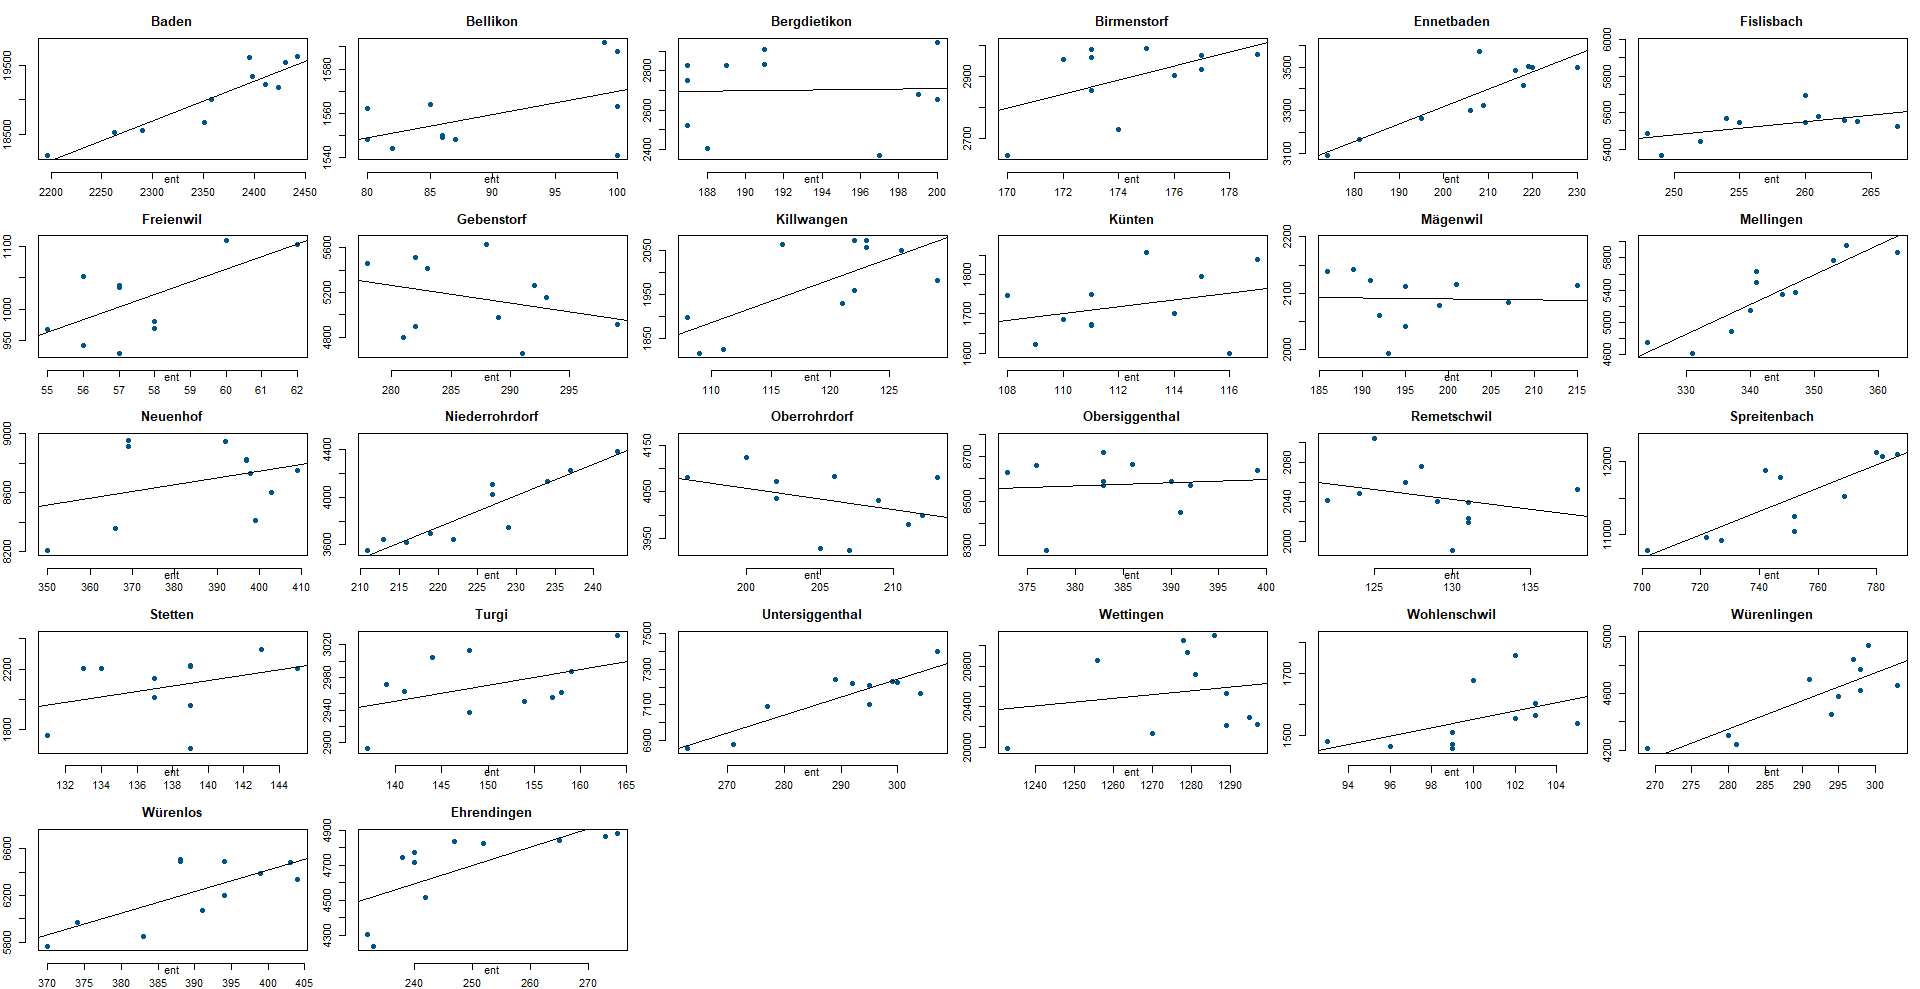 Baden Bellikon Bergdietikon Birmenstorf Ennetbaden Fislisbach
18500 19500 1540 1560 1580 2400 2600 2800 2700 2900 3100 3300 3500 5400 5600 5800 6000
ent ent ent ent ent ent
2200 2250 2300 2350 2400 2450 80 85 90 95 100 188 190 192 194 196 198 200 170 172 174 176 178 180 190 200 210 220 230 250 255 260 265
Freienwil Gebenstorf Killwangen Künten Mägenwil Mellingen
950 1000 1100 4800 5200 5600 1850 1950 2050 1600 1700 1800 2000 2100 2200 4600 5000 5400 5800
ent ent ent ent ent ent
55 56 57 58 59 60 61 62 280 285 290 295 110 115 120 125 108 110 112 114 116 185 190 195 200 205 210 215 330 340 350 360
Neuenhof Niederrohrdorf Oberrohrdorf Obersiggenthal Remetschwil Spreitenbach
8200 8600 9000 3600 4000 4400 3950 4050 4150 8300 8500 8700 2000 2040 2080 11000 12000
ent ent ent ent ent ent
350 360 370 380 390 400 410 210 215 220 225 230 235 240 200 205 210 375 380 385 390 395 400 125 130 135 700 720 740 760 780
Stetten Turgi Untersiggenthal Wettingen Wohlenschwil Würenlingen
1800 2200 2900 2940 2980 3020 6900 7100 7300 7500 20000 20400 20800 1500 1700 4200 4600 5000
ent ent ent ent ent ent
132 134 136 138 140 142 144 140 145 150 155 160 165 270 280 290 300 1240 1250 1260 1270 1280 1290 94 96 98 100 102 104 270 275 280 285 290 295 300
Würenlos Ehrendingen
5800 6200 6600 4300 4500 4700 4900
ent ent
370 375 380 385 390 395 400 405 240 250 260 270